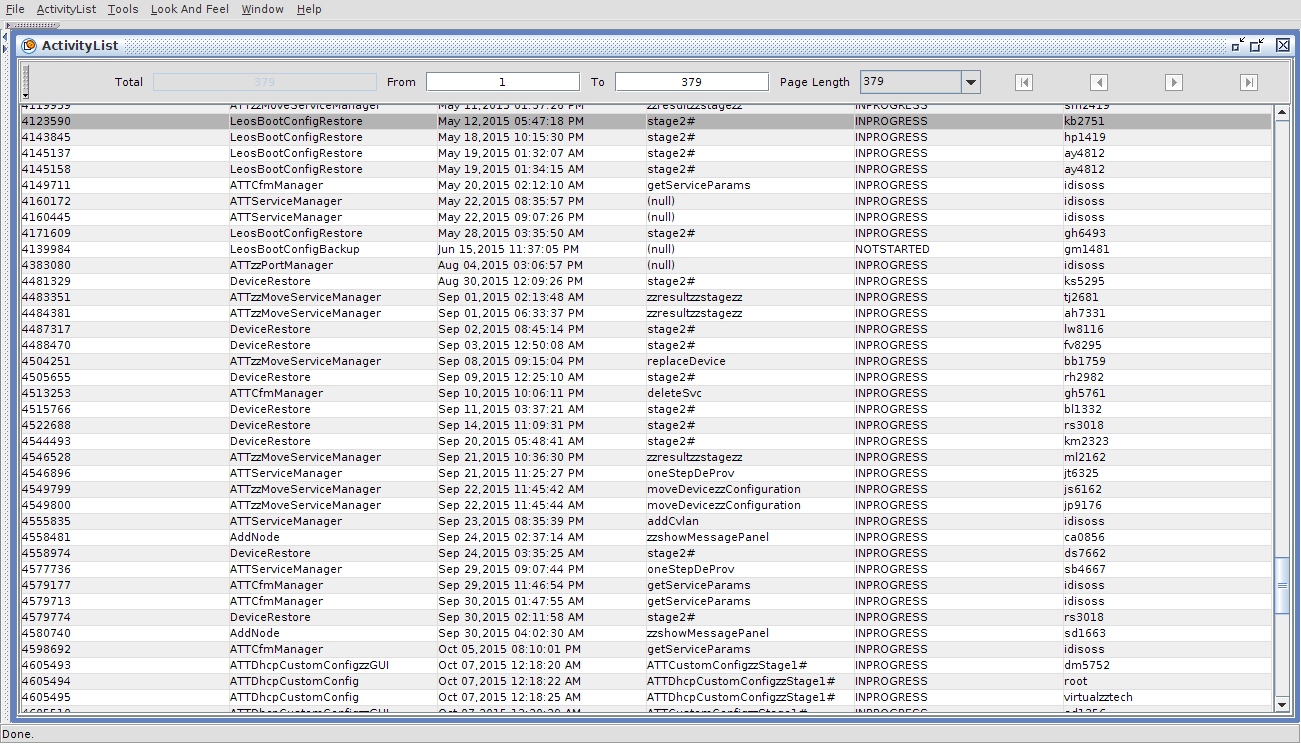 File ActivityList Tools Look And Feel Window Help
ActivityList
Total 379 From 1 To 379 Page Length 379
4119939 ATTzzMoveServiceManager May 11,2015 01:37:26 PM zzresultzzstagezz INPROGRESS sm2419
4123590 LeosBootConfigRestore May 12,2015 05:47:18 PM stage2# INPROGRESS kb2751
4143845 LeosBootConfigRestore May 18,2015 10:15:30 PM stage2# INPROGRESS hp1419
4145137 LeosBootConfigRestore May 19,2015 01:32:07 AM stage2# INPROGRESS ay4812
4145158 LeosBootConfigRestore May 19,2015 01:34:15 AM stage2# INPROGRESS ay4812
4149711 ATTCfmManager May 20,2015 02:12:10 AM getServiceParams INPROGRESS idisoss
4160172 ATTServiceManager May 22,2015 08:35:57 PM (null) INPROGRESS idisoss
4160445 ATTServiceManager May 22,2015 09:07:26 PM (null) INPROGRESS idisoss
4171609 LeosBootConfigRestore May 28,2015 03:35:50 AM stage2# INPROGRESS gh6493
4139984 LeosBootConfigBackup Jun 15,2015 11:37:05 PM (null) NOTSTARTED gm1481
4383080 ATTzzPortManager Aug 04,2015 03:06:57 PM (null) INPROGRESS idisoss
4481329 DeviceRestore Aug 30,2015 12:09:26 PM stage2# INPROGRESS ks5295
4483351 ATTzzMoveServiceManager Sep 01,2015 02:13:48 AM zzresultzzstagezz INPROGRESS tj2681
4484381 ATTzzMoveServiceManager Sep 01,2015 06:33:37 PM zzresultzzstagezz INPROGRESS ah7331
4487317 DeviceRestore Sep 02,2015 08:45:14 PM stage2# INPROGRESS lw8116
4488470 DeviceRestore Sep 03,2015 12:50:08 AM stage2# INPROGRESS fv8295
4504251 ATTzzMoveServiceManager Sep 08,2015 09:15:04 PM replaceDevice INPROGRESS bb1759
4505655 DeviceRestore Sep 09,2015 12:25:10 AM stage2# INPROGRESS rh2982
4513253 ATTCfmManager Sep 10,2015 10:06:11 PM deleteSvc INPROGRESS gh5761
4515766 DeviceRestore Sep 11,2015 03:37:21 AM stage2# INPROGRESS bl1332
4522688 DeviceRestore Sep 14,2015 11:09:31 PM stage2# INPROGRESS rs3018
4544493 DeviceRestore Sep 20,2015 05:48:41 AM stage2# INPROGRESS km2323
4546528 ATTzzMoveServiceManager Sep 21,2015 10:36:30 PM zzresultzzstagezz INPROGRESS ml2162
4546896 ATTServiceManager Sep 21,2015 11:25:27 PM oneStepDeProv INPROGRESS jt6325
4549799 ATTzzMoveServiceManager Sep 22,2015 11:45:42 AM moveDevicezzConfiguration INPROGRESS js6162
4549800 ATTzzMoveServiceManager Sep 22,2015 11:45:44 AM moveDevicezzConfiguration INPROGRESS jp9176
4555835 ATTServiceManager Sep 23,2015 08:35:39 PM addCvlan INPROGRESS idisoss
4558481 AddNode Sep 24,2015 02:37:14 AM zzshowMessagePanel INPROGRESS ca0856
4558974 DeviceRestore Sep 24,2015 03:35:25 AM stage2# INPROGRESS ds7662
4577736 ATTServiceManager Sep 29,2015 09:07:44 PM oneStepDeProv INPROGRESS sb4667
4579177 ATTCfmManager Sep 29,2015 11:46:54 PM getServiceParams INPROGRESS idisoss
4579713 ATTCfmManager Sep 30,2015 01:47:55 AM getServiceParams INPROGRESS idisoss
4579774 DeviceRestore Sep 30,2015 02:11:58 AM stage2# INPROGRESS rs3018
4580740 AddNode Sep 30,2015 04:02:30 AM zzshowMessagePanel INPROGRESS sd1663
4598692 ATTCfmManager Oct 05,2015 08:10:01 PM getServiceParams INPROGRESS idisoss
4605493 ATTDhcpCustomConfigzzGUI Oct 07,2015 12:18:20 AM ATTCustomConfigzzStage1# INPROGRESS dm5752
4605494 ATTDhcpCustomConfig Oct 07,2015 12:18:22 AM ATTDhcpCustomConfigzzStage1# INPROGRESS root
4605495 ATTDhcpCustomConfig Oct 07,2015 12:18:25 AM ATTDhcpCustomConfigzzStage1# INPROGRESS virtualzztech
ATTDhcpCustomConfigzzGUI Oct 07,2015 ATTCustomConfigzzStage1# INPROGRESS
Done.